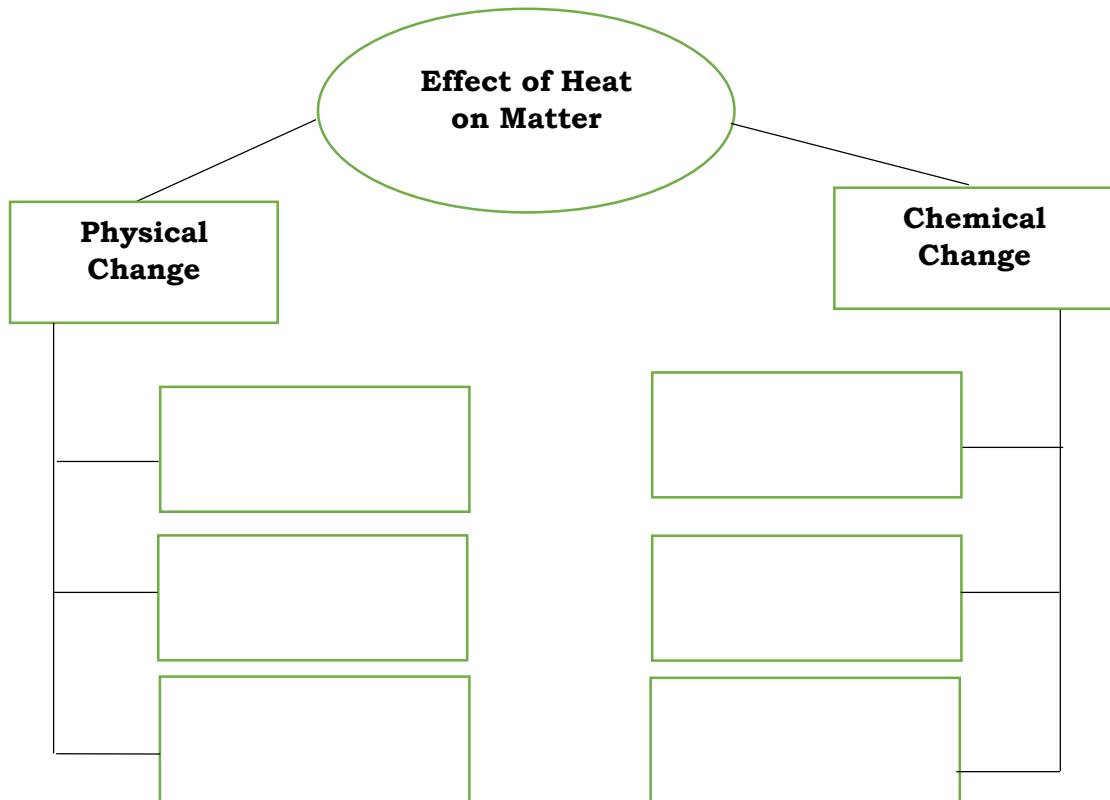 Effect of Heat
on Matter
Physical
Change
Chemical
Change